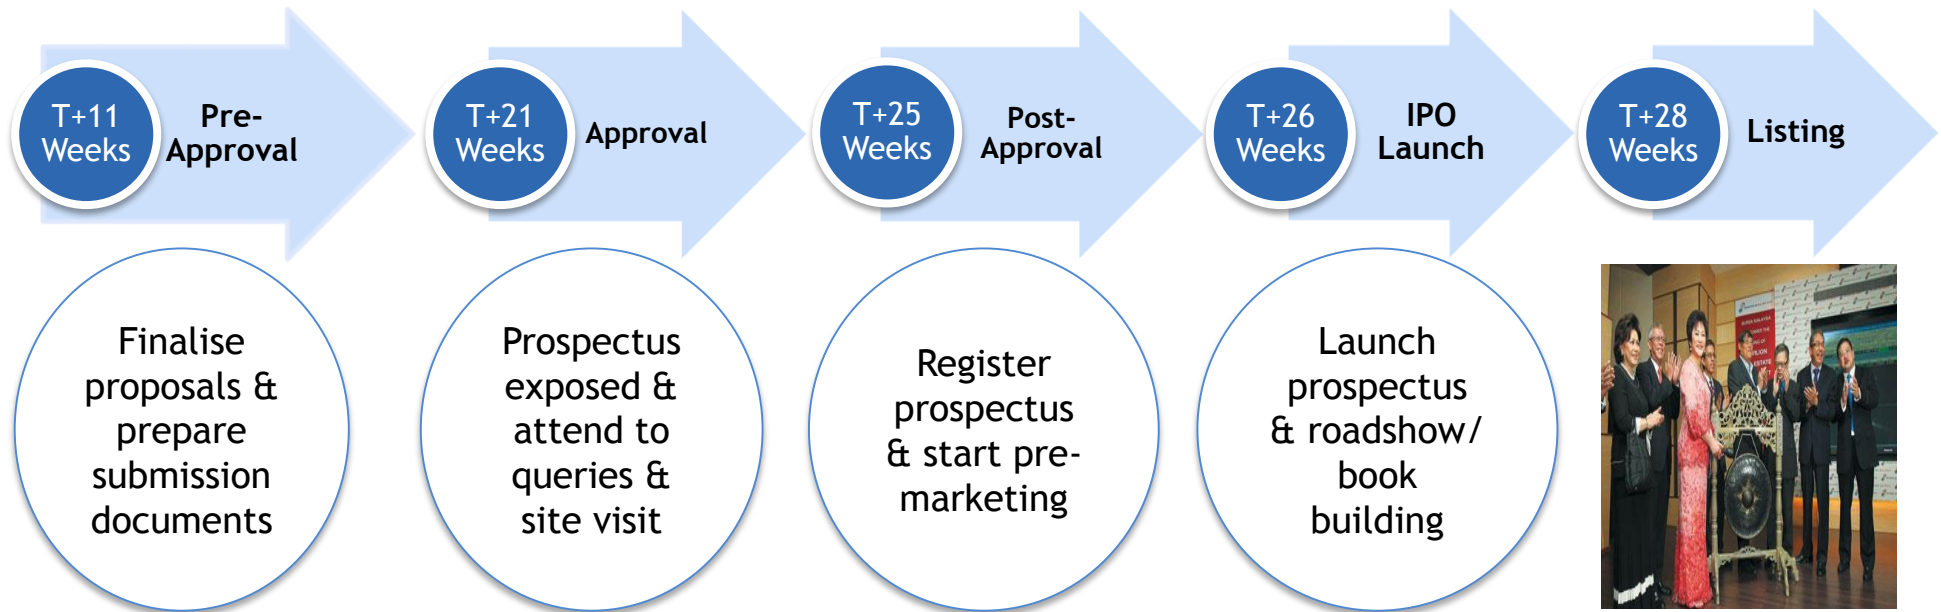 T+11
Weeks
Pre-
Approval
T+21
Weeks
Approval
T+25
Weeks
Post-
Approval
T+26
Weeks
IPO
Launch
T+28
Weeks
Listing
Finalise
proposals &
prepare
submission
documents
Prospectus
exposed &
attend to
queries &
site visit
Register
prospectus
& start pre-
marketing
Launch
prospectus
& roadshow/
book
building